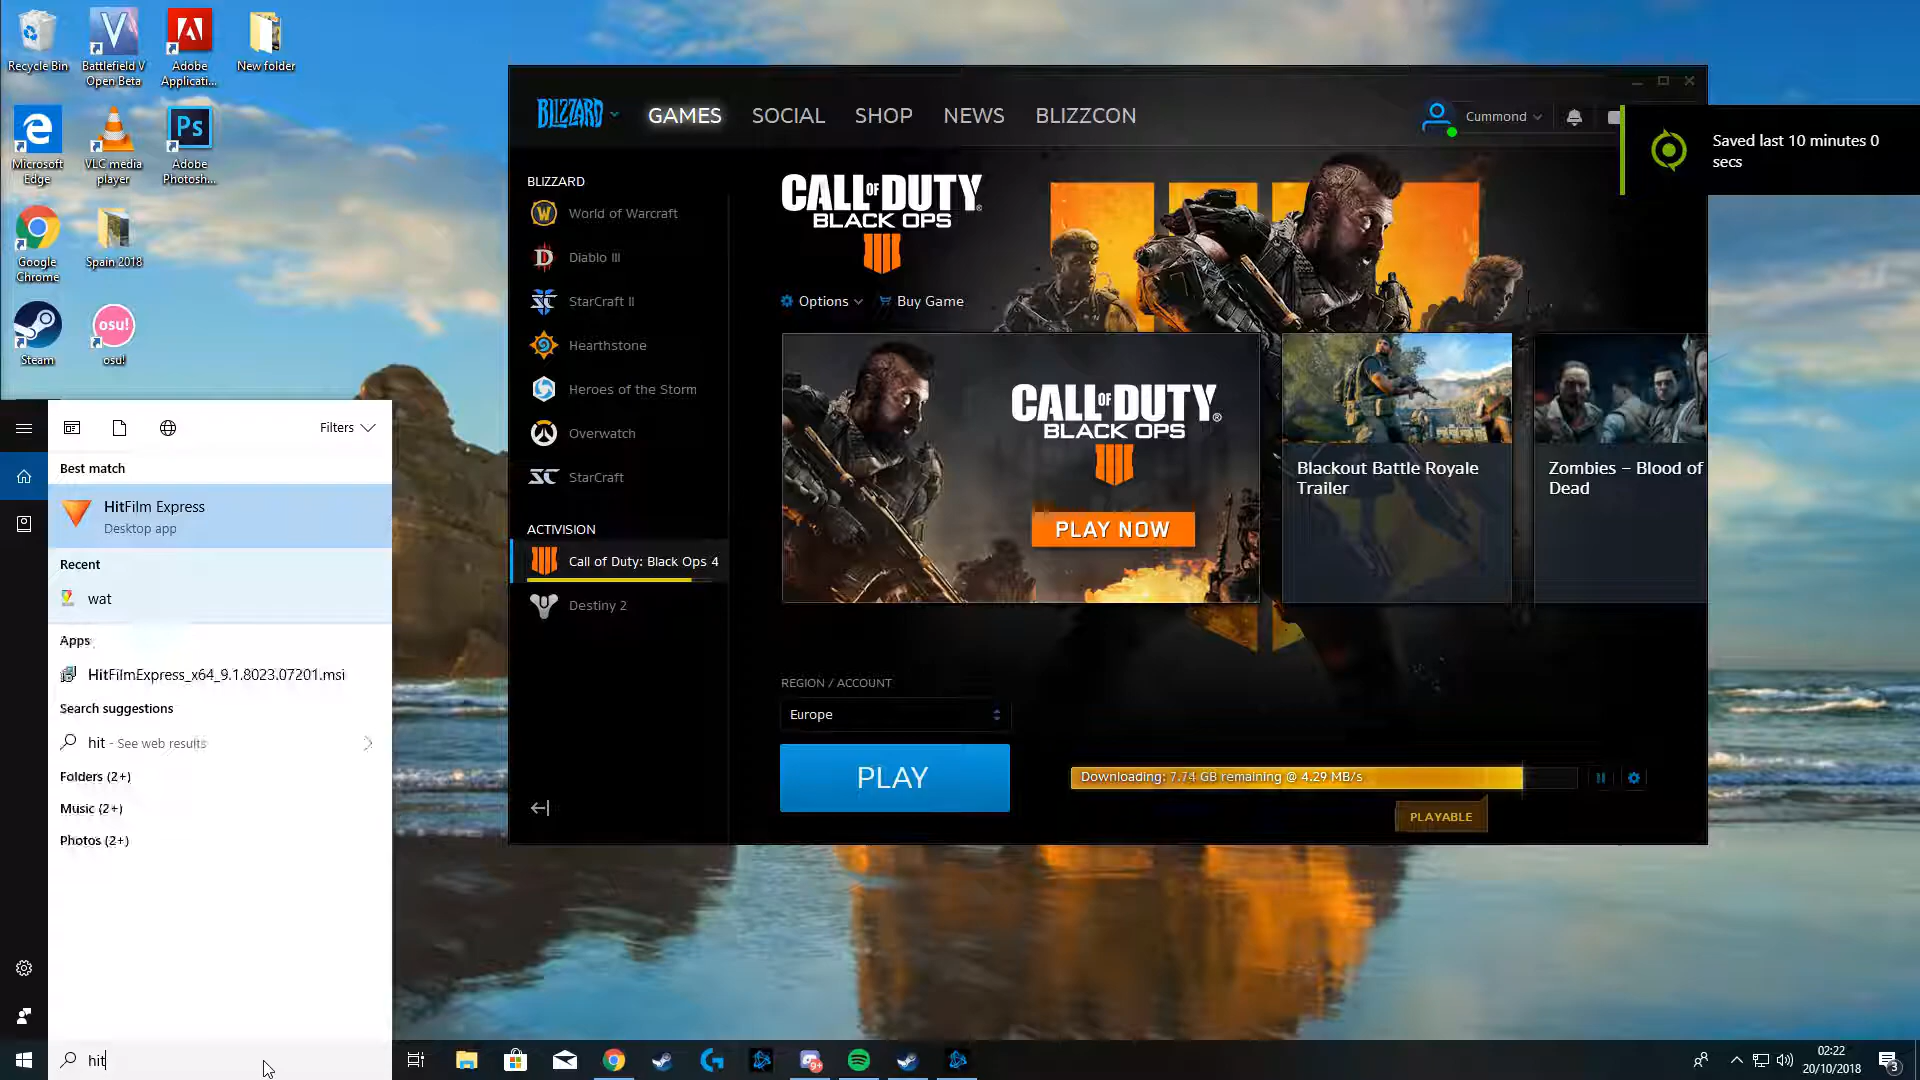 Recycle Bin
Battlefield V
Open Beta
Adobe
Applicati...
New folder
Microsoft
Edge
VLC media
player
Adobe
Photosh...
Ps
Google
Chrome
Spain 2018
Steam
osu!
osu!
Filters
Best match
HitFilm Express
Desktop app
Recent
wat
Apps
HitFilmExpress_x64_9.1.8023.07201.msi
Search suggestions
hit - See web results
Folders (2+)
Music (2+)
Photos (2+)
hit
BLIZZARD
GAMES
SOCIAL
SHOP
NEWS
BLIZZCON
Cummond
Saved last 10 minutes 0
secs
BLIZZARD
World of Warcraft
Diablo III
StarCraft II
Hearthstone
Heroes of the Storm
Overwatch
StarCraft
ACTIVISION
Call of Duty: Black Ops 4
Destiny 2
CALL OF DUTY
BLACK OPS
IIII
Options
Buy Game
CALL OF DUTY®
BLACK OPS
IIII
PLAY NOW
Blackout Battle Royale
Trailer
Zombies – Blood of
Dead
REGION / ACCOUNT
Europe
PLAY
Downloading: 7.74 GB remaining @ 4.29 MB/s
PLAYABLE
9+
02:22
20/10/2018
3